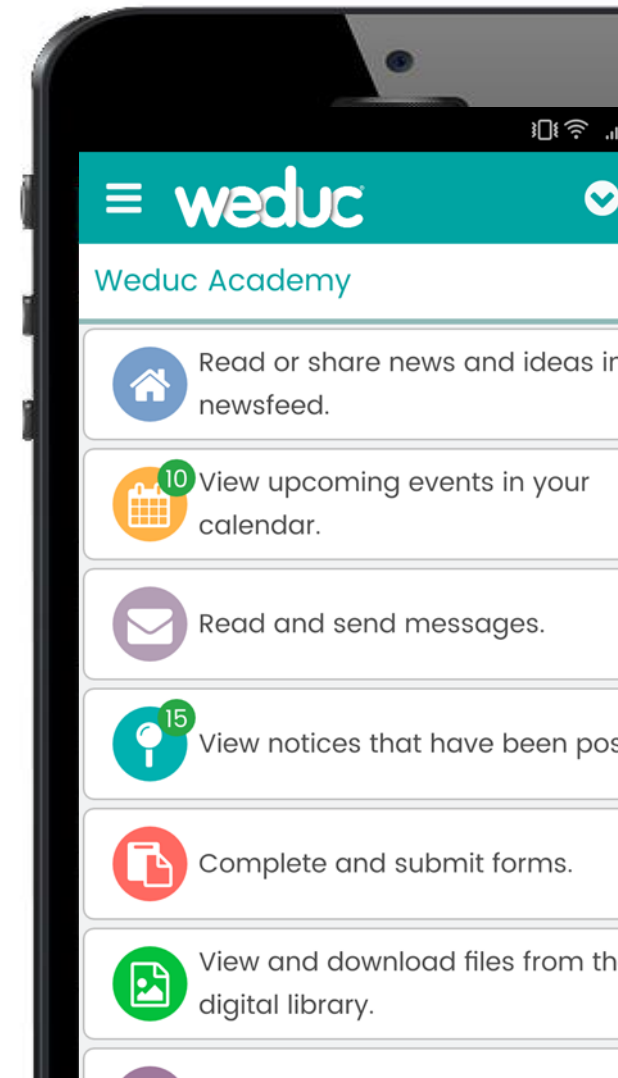 weduc
Weduc Academy
Read or share news and ideas in
newsfeed.
10
View upcoming events in your
calendar.
Read and send messages.
15
View notices that have been pos
Complete and submit forms.
View and download files from th
digital library.